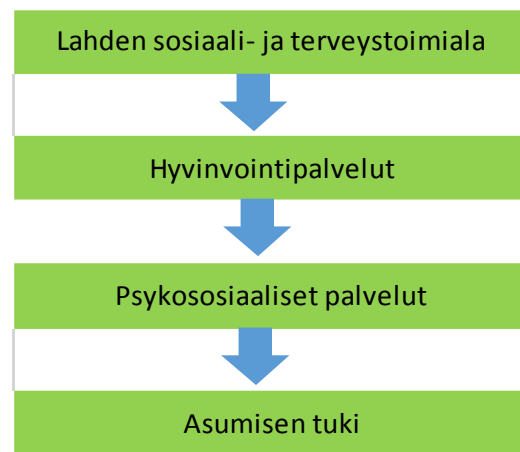 Lahden sosiaali- ja terveystoimiala
Hyvinvointipalvelut
Psykososiaaliset palvelut
Asumisen tuki